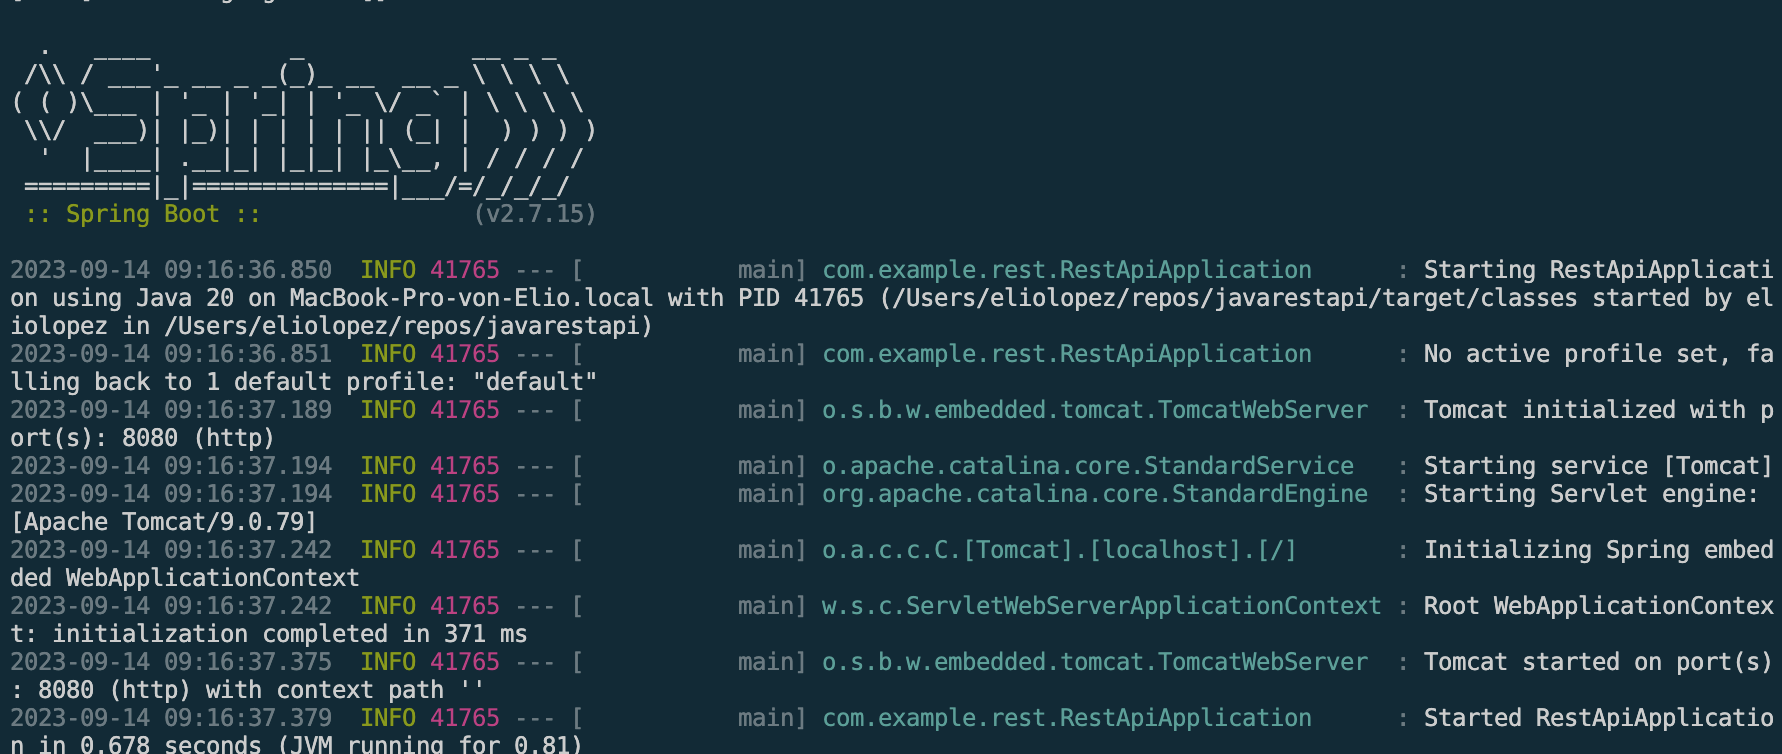 .   ____          _            __ _ _
 /\\ / ___'_ __ _ _(_)_ __  __ _ \ \ \ \
( ( )\___ | '_ | '_| | '_ \/ _` | \ \ \ \
 \\/  ___)| |_)| | | | | || (_| |  ) ) ) )
  '  |____| .__|_| |_|_| |_\__, | / / / /
 =========|_|==============|___/=/_/_/_/
 :: Spring Boot ::               (v2.7.15)
2023-09-14 09:16:36.850  INFO 41765 --- [           main] com.example.rest.RestApiApplication      : Starting RestApiApplicati
on using Java 20 on MacBook-Pro-von-Elio.local with PID 41765 (/Users/eliolopez/repos/javarestapi/target/classes started by el
iolopez in /Users/eliolopez/repos/javarestapi)
2023-09-14 09:16:36.851  INFO 41765 --- [           main] com.example.rest.RestApiApplication      : No active profile set, fa
lling back to 1 default profile: "default"
2023-09-14 09:16:37.189  INFO 41765 --- [           main] o.s.b.w.embedded.tomcat.TomcatWebServer  : Tomcat initialized with p
ort(s): 8080 (http)
2023-09-14 09:16:37.194  INFO 41765 --- [           main] o.apache.catalina.core.StandardService   : Starting service [Tomcat]
2023-09-14 09:16:37.194  INFO 41765 --- [           main] org.apache.catalina.core.StandardEngine  : Starting Servlet engine:
[Apache Tomcat/9.0.79]
2023-09-14 09:16:37.242  INFO 41765 --- [           main] o.a.c.c.C.[Tomcat].[localhost].[/]       : Initializing Spring embed
ded WebApplicationContext
2023-09-14 09:16:37.242  INFO 41765 --- [           main] w.s.c.ServletWebServerApplicationContext : Root WebApplicationContex
t: initialization completed in 371 ms
2023-09-14 09:16:37.375  INFO 41765 --- [           main] o.s.b.w.embedded.tomcat.TomcatWebServer  : Tomcat started on port(s)
: 8080 (http) with context path ''
2023-09-14 09:16:37.379  INFO 41765 --- [           main] com.example.rest.RestApiApplication      : Started RestApiApplicatio
n in 0.678 seconds (JVM running for 0.81)